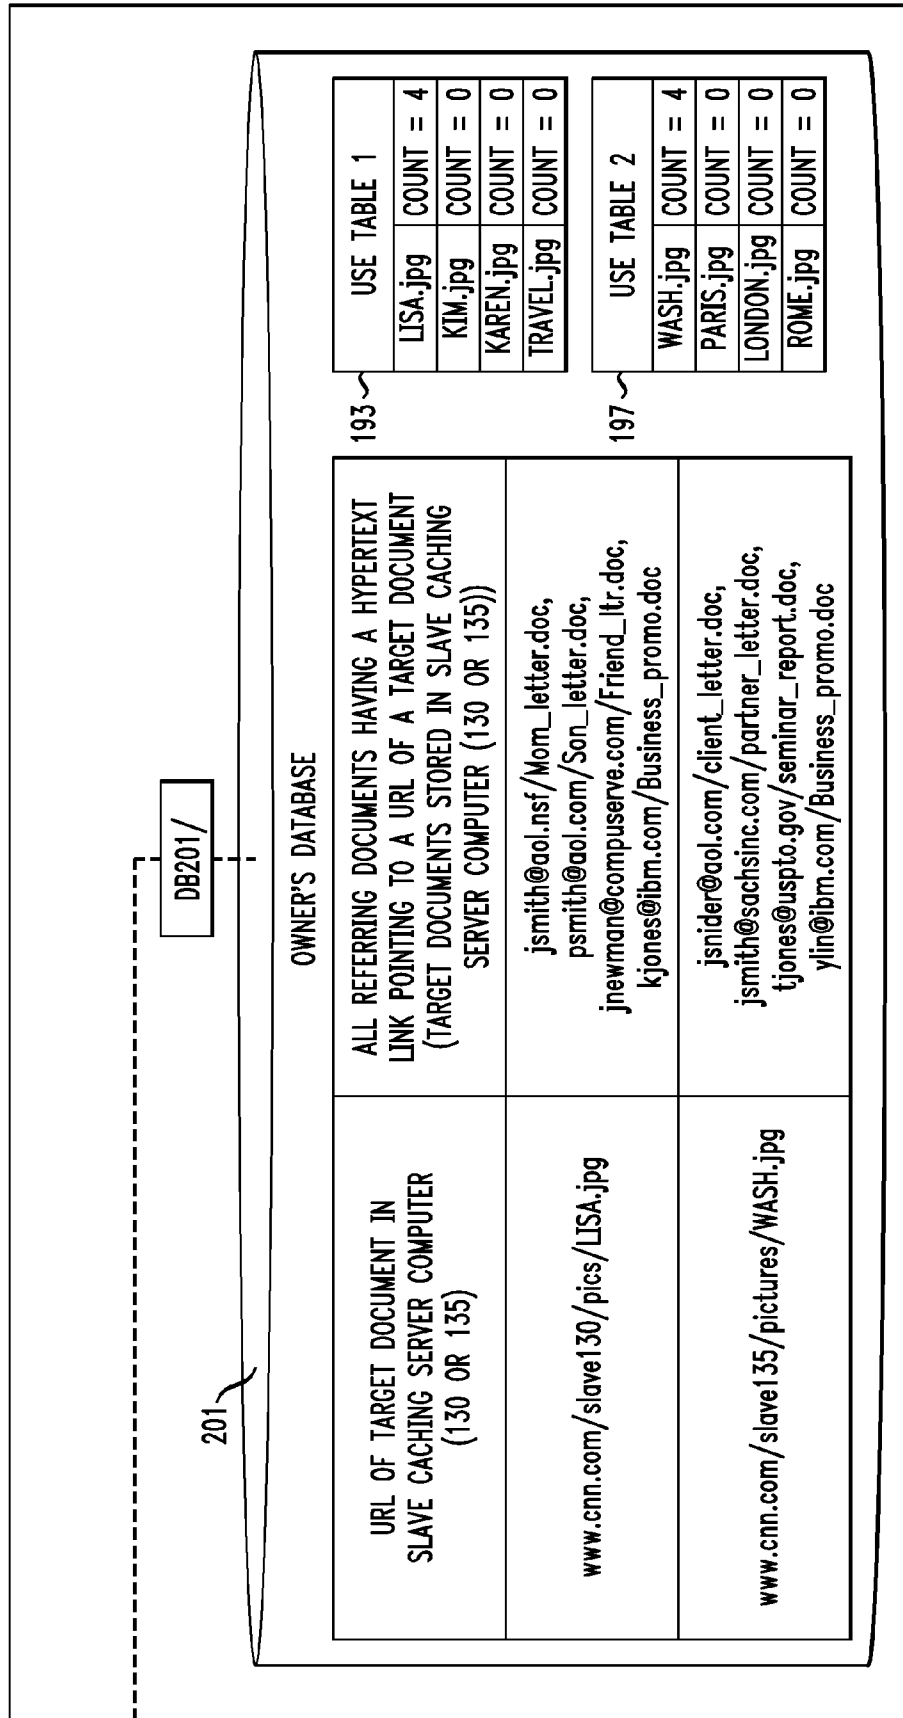 DB201/
201
OWNER'S DATABASE
URL OF TARGET DOCUMENT IN
SLAVE CACHING SERVER COMPUTER
(130 OR 135)
ALL REFERRING DOCUMENTS HAVING A HYPERTEXT
LINK POINTING TO A URL OF A TARGET DOCUMENT
(TARGET DOCUMENTS STORED IN SLAVE CACHING
SERVER COMPUTER (130 OR 135))
www.cnn.com/slave130/pics/LISA.jpg
jsmith@aol.nsf/Mom_letter.doc,
psmith@aol.com/Son_letter.doc,
jnewman@compuserve.com/Friend_ltr.doc,
kjones@ibm.com/Business_promo.doc
www.cnn.com/slave135/pictures/WASH.jpg
jsnider@aol.com/client_letter.doc,
jsmith@sachsinc.com/partner_letter.doc,
tjones@uspto.gov/seminar_report.doc,
ylin@ibm.com/Business_promo.doc
193
USE TABLE 1
LISA.jpg COUNT = 4
KIM.jpg COUNT = 0
KAREN.jpg COUNT = 0
TRAVEL.jpg COUNT = 0
197
USE TABLE 2
WASH.jpg COUNT = 4
PARIS.jpg COUNT = 0
LONDON.jpg COUNT = 0
ROME.jpg COUNT = 0